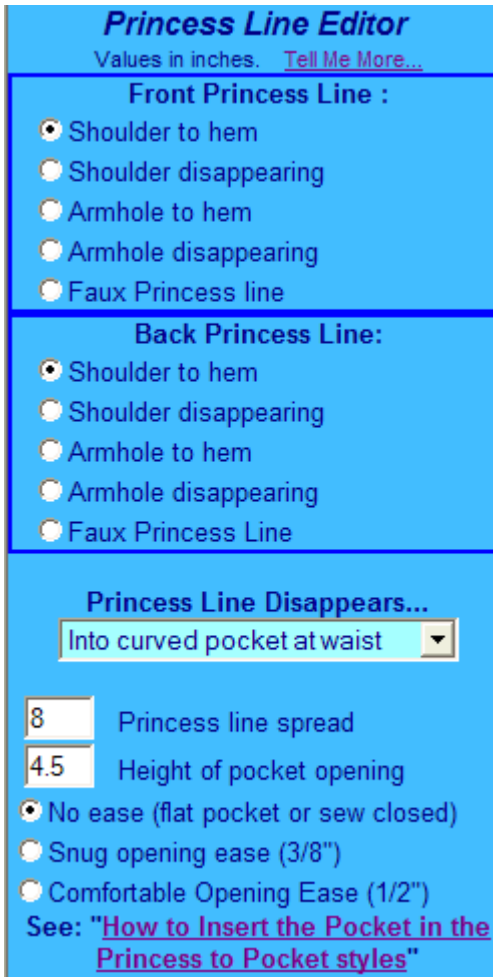 Princess Line Editor
Values in inches. Tell Me More...
Front Princess Line :
Shoulder to hem
Shoulder disappearing
Armhole to hem
Armhole disappearing
Faux Princess line
Back Princess Line:
Shoulder to hem
Shoulder disappearing
Armhole to hem
Armhole disappearing
Faux Princess Line
Princess Line Disappears...
Into curved pocket at waist
8 Princess line spread
4.5 Height of pocket opening
No ease (flat pocket or sew closed)
Snug opening ease (3/8")
Comfortable Opening Ease (1/2")
See: "How to Insert the Pocket in the
Princess to Pocket styles"